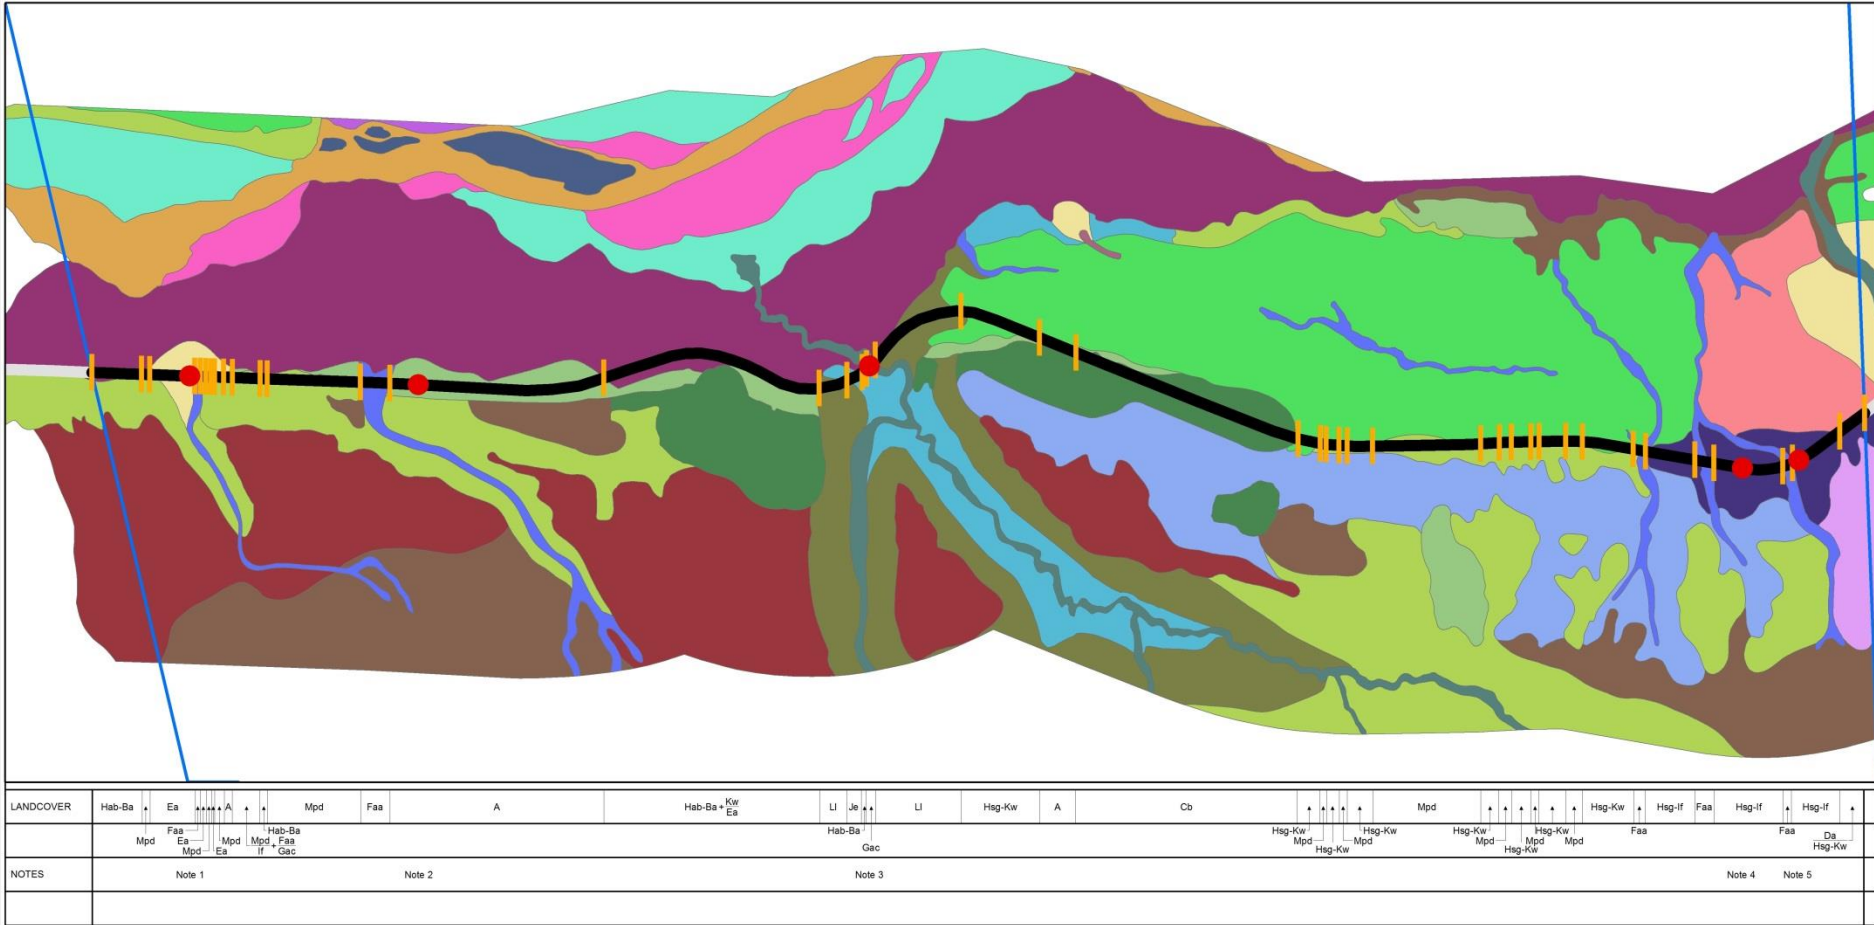 LANDCOVER Hab-Ba Ea A Mpd Faa A Hab-Ba + Kw/Ea LI Je LI Hsg-Kw A Cb Mpd Hsg-Kw Hsg-If Faa Hsg-If Hsg-If
Faa Hab-Ba Hab-Ba Hsg-Kw Hsg-Kw Hsg-Kw Hsg-Kw Faa Faa Da/Hsg-Kw
Mpd Ea Mpd Mpd/If + Faa/Gac Mpd Mpd Mpd Mpd Mpd
Mpd Ea Gac Hsg-Kw Hsg-Kw
NOTES Note 1 Note 2 Note 3 Note 4 Note 5